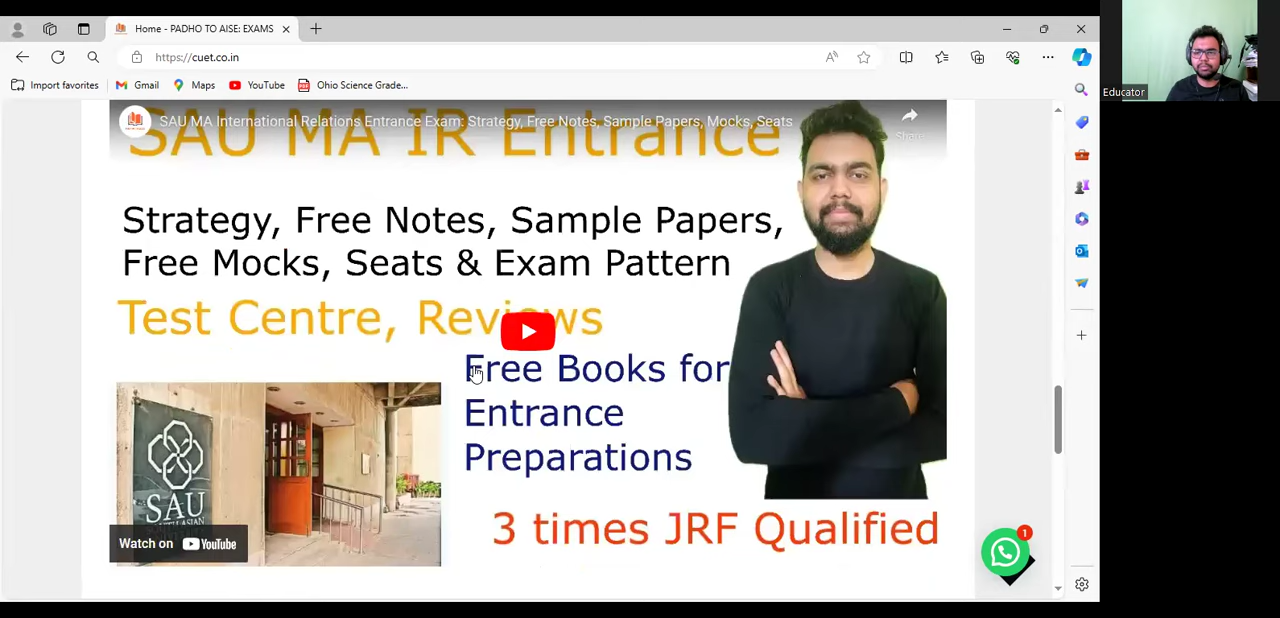 Home - PADHO TO AISE: EXAMS
https://cuet.co.in
Import favorites
Gmail
Maps
YouTube
Ohio Science Grade...
Educator
SAU MA International Relations Entrance Exam: Strategy, Free Notes, Sample Papers, Mocks, Seats
Share
SAU MA IR Entrance
Strategy, Free Notes, Sample Papers,
Free Mocks, Seats & Exam Pattern
Test Centre, Reviews
Free Books for
Entrance
Preparations
SAU
Watch on YouTube
3 times JRF Qualified
1